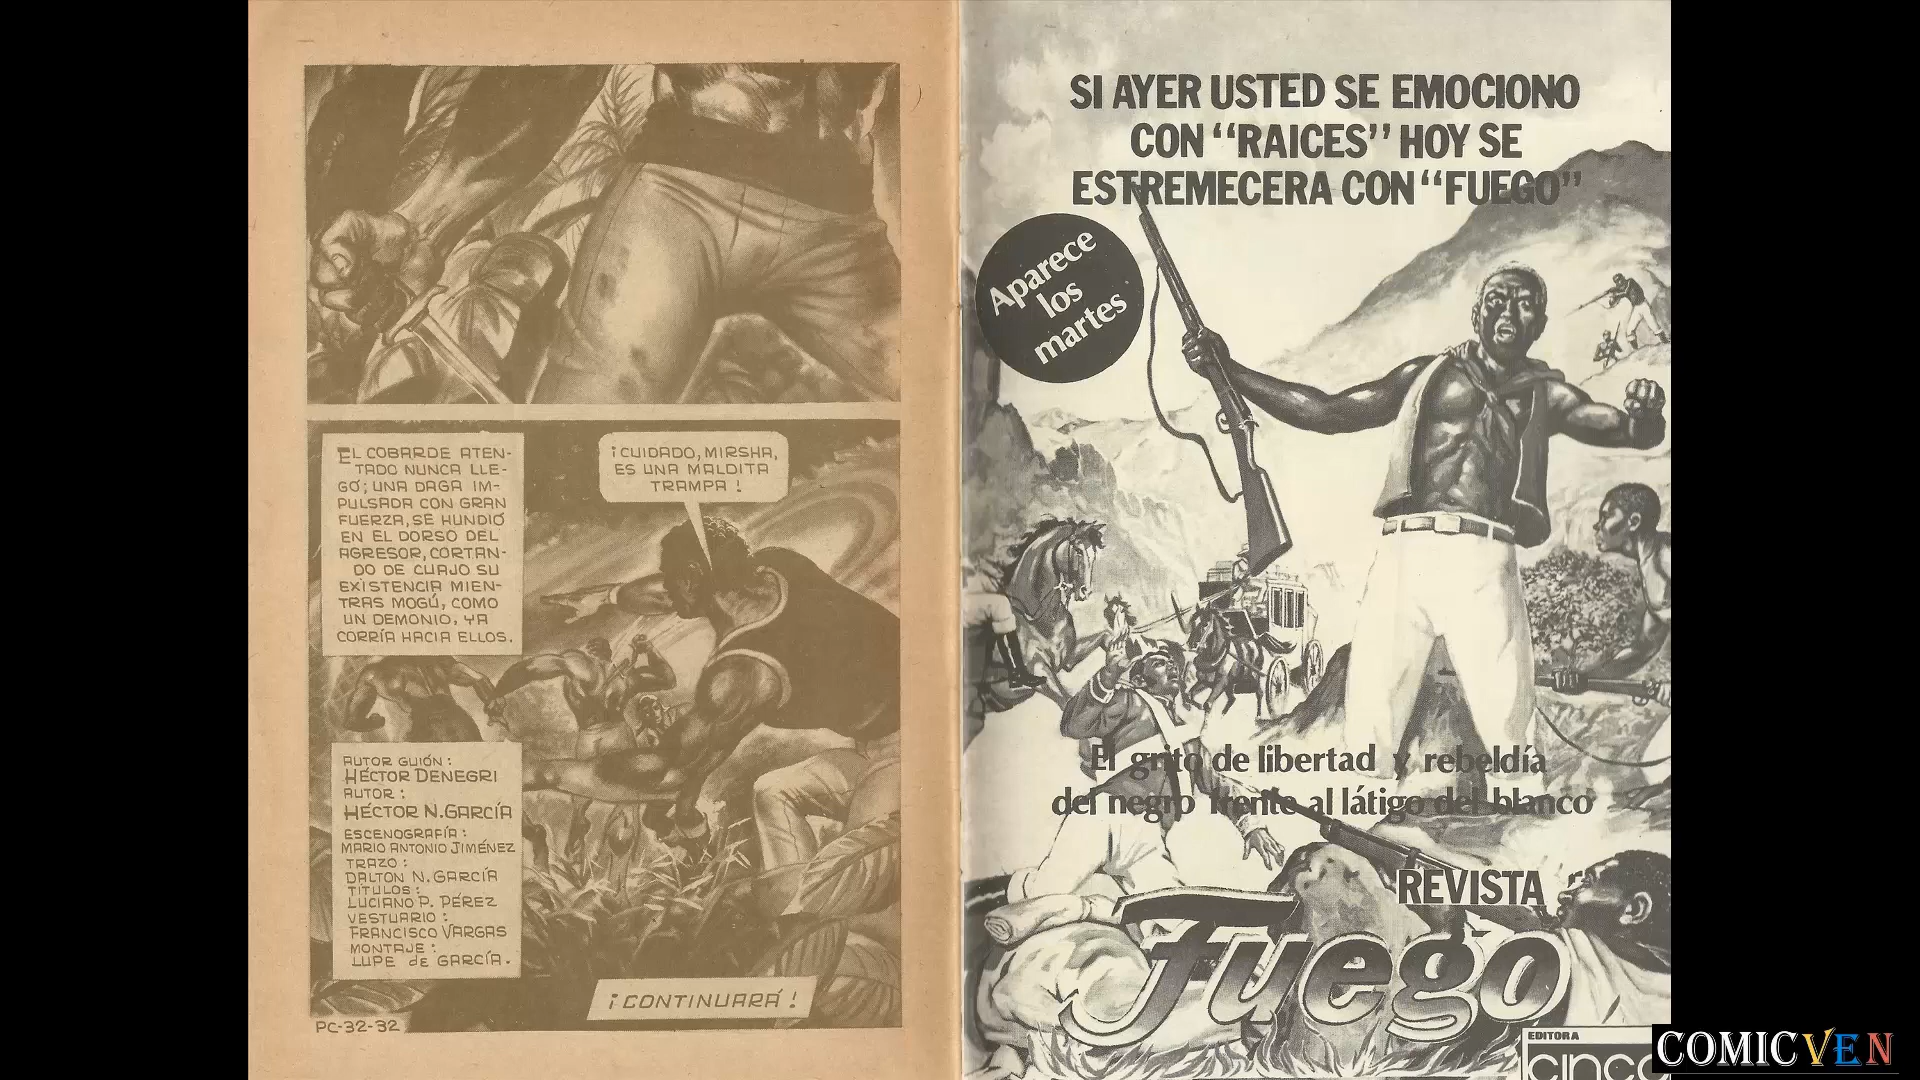 EL COBARDE ATEN-
TADO NUNCA LLE-
GÓ; UNA DAGA IM-
PULSADA CON GRAN
FUERZA, SE HUNDIÓ
EN EL DORSO DEL
AGRESOR, CORTAN-
DO DE CUAJO SU
EXISTENCIA MIEN-
TRAS MOGÚ, COMO
UN DEMONIO, YA
CORRÍA HACIA ELLOS.
¡CUIDADO, MIRSHA,
ES UNA MALDITA
TRAMPA!
AUTOR GUIÓN:
HÉCTOR DENEGRI
AUTOR:
HÉCTOR N. GARCÍA
ESCENOGRAFÍA:
MARIO ANTONIO JIMÉNEZ
TRAZO:
DALTON N. GARCÍA
TÍTULOS:
LUCIANO P. PÉREZ
VESTUARIO:
FRANCISCO VARGAS
MONTAJE:
LUPE de GARCÍA.
¡CONTINUARÁ!
PC-32-32
SI AYER USTED SE EMOCIONO
CON "RAICES" HOY SE
ESTREMECERA CON "FUEGO"
Aparece
los
martes
El grito de libertad y rebeldía
del negro frente al látigo del blanco
REVISTA
Fuego
EDITORA
cinco
COMICVEN